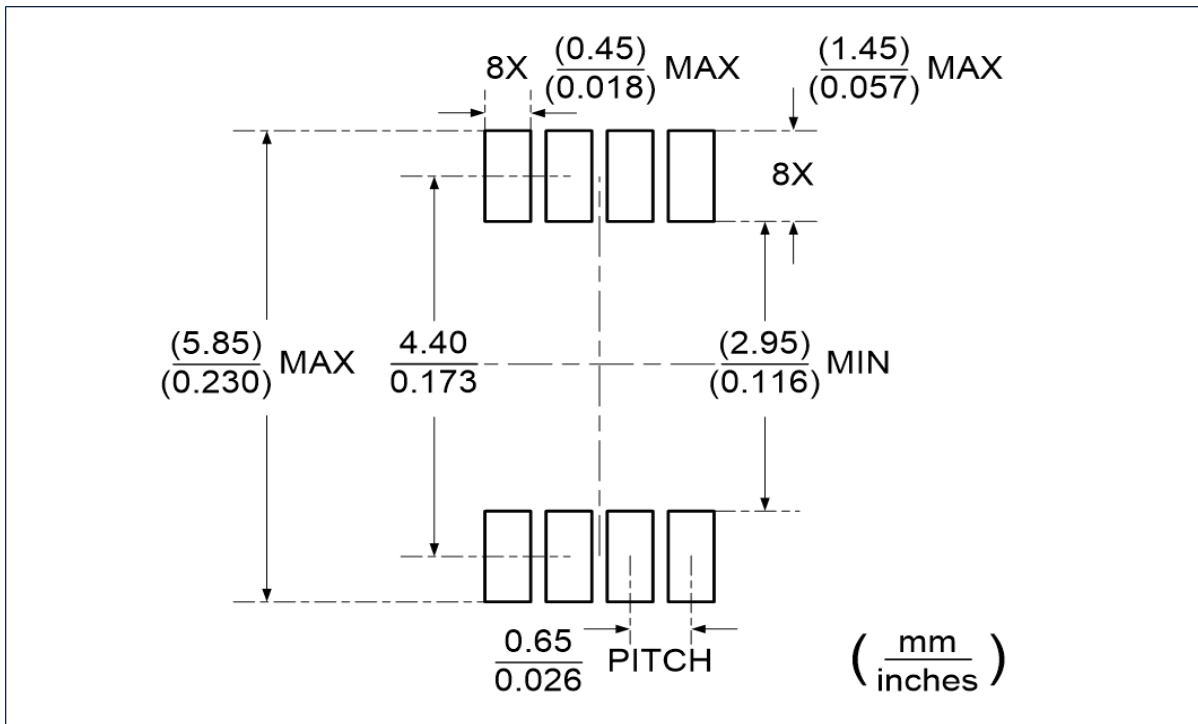 8X (0.45) MAX
(0.018)
(1.45) MAX
(0.057)
8X
(5.85) MAX
(0.230)
4.40
0.173
(2.95) MIN
(0.116)
0.65 PITCH
0.026
(mm
inches)